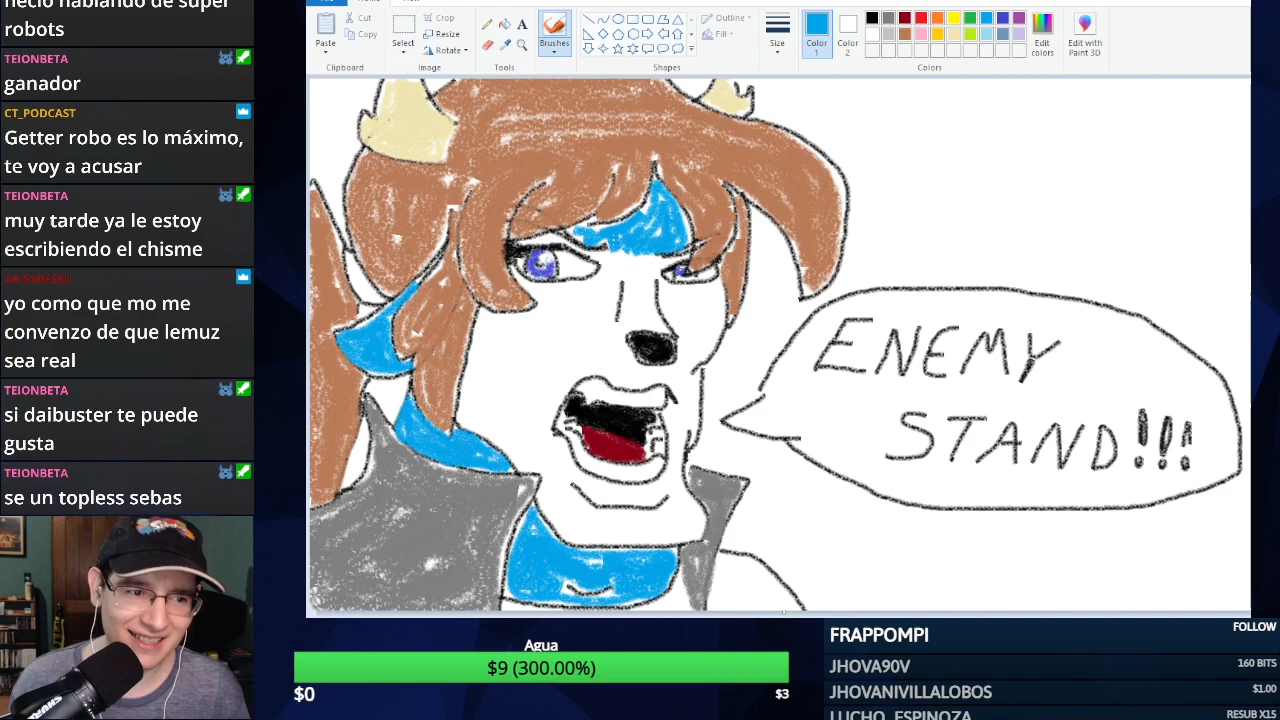 necio hablando de super
robots
TEIONBETA
ganador
CT_PODCAST
Getter robo es lo máximo,
te voy a acusar
TEIONBETA
muy tarde ya le estoy
escribiendo el chisme
yo como que mo me
convenzo de que lemuz
sea real
TEIONBETA
si daibuster te puede
gusta
TEIONBETA
se un topless sebas
Paste
Cut
Copy
Clipboard
Select
Crop
Resize
Rotate
Image
Tools
Brushes
Outline
Fill
Shapes
Size
Color
1
Color
2
Colors
Edit
colors
Edit with
Paint 3D
ENEMY
STAND!!!
Agua
$9 (300.00%)
$0
$3
FRAPPOMPI
FOLLOW
JHOVA90V
160 BITS
JHOVANIVILLALOBOS
$1.00
LUCHO_ESPINOZA
RESUB X15